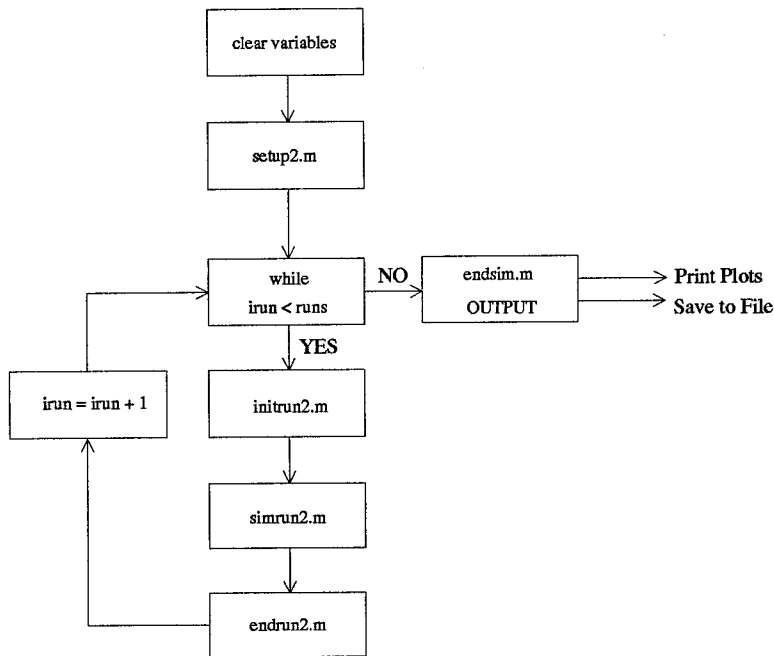 clear variables
setup2.m
while
irun < runs
NO
endsim.m
OUTPUT
Print Plots
Save to File
YES
irun = irun + 1
initrun2.m
simrun2.m
endrun2.m